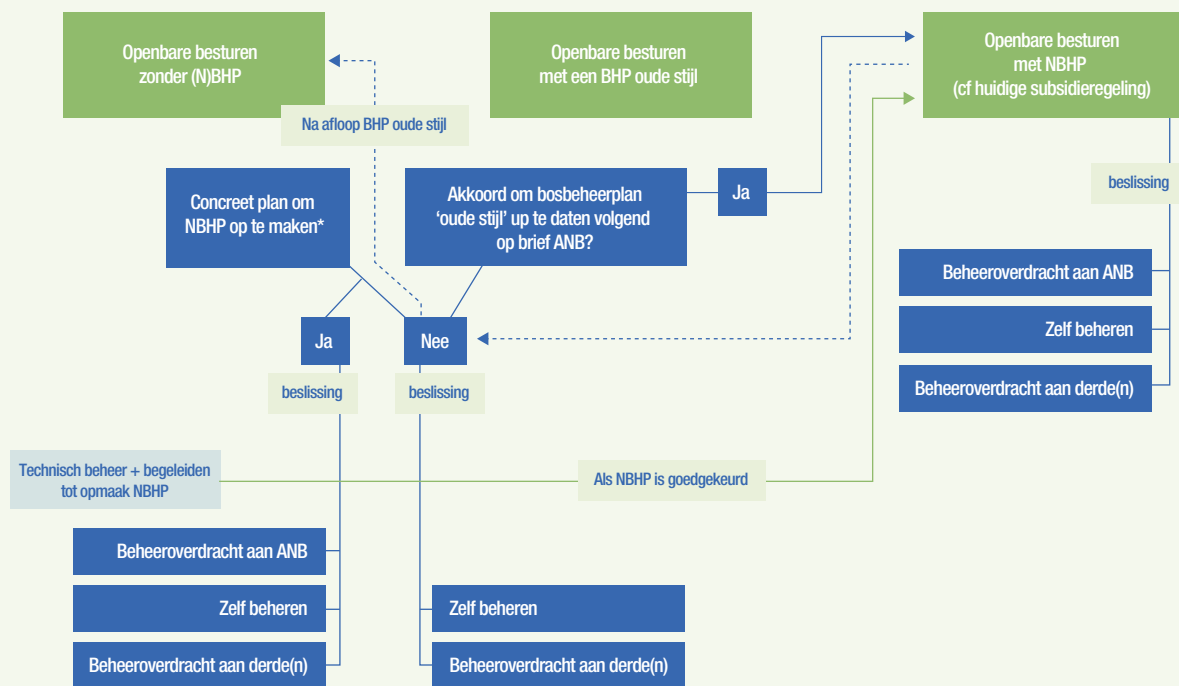 Openbare besturen
zonder (N)BHP
Openbare besturen
met een BHP oude stijl
Openbare besturen
met NBHP
(cf huidige subsidieregeling)
Na afloop BHP oude stijl
Concreet plan om
NBHP op te maken*
Akkoord om bosbeheerplan
‘oude stijl’ up te daten volgend
op brief ANB?
Ja
beslissing
Beheeroverdracht aan ANB
Zelf beheren
Beheeroverdracht aan derde(n)
Ja
Nee
beslissing
beslissing
Technisch beheer + begeleiden
tot opmaak NBHP
Als NBHP is goedgekeurd
Beheeroverdracht aan ANB
Zelf beheren
Beheeroverdracht aan derde(n)
Zelf beheren
Beheeroverdracht aan derde(n)